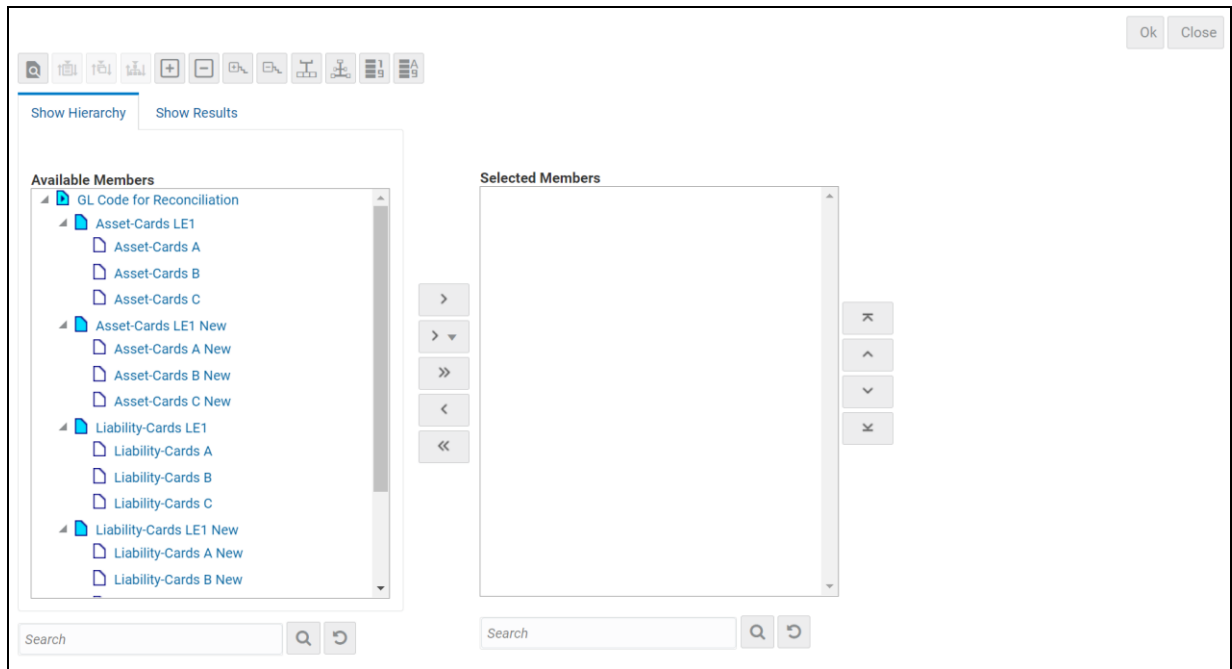 Ok Close
Show Hierarchy Show Results
Available Members
GL Code for Reconciliation
Asset-Cards LE1
Asset-Cards A
Asset-Cards B
Asset-Cards C
Asset-Cards LE1 New
Asset-Cards A New
Asset-Cards B New
Asset-Cards C New
Liability-Cards LE1
Liability-Cards A
Liability-Cards B
Liability-Cards C
Liability-Cards LE1 New
Liability-Cards A New
Liability-Cards B New
Search
Selected Members
Search